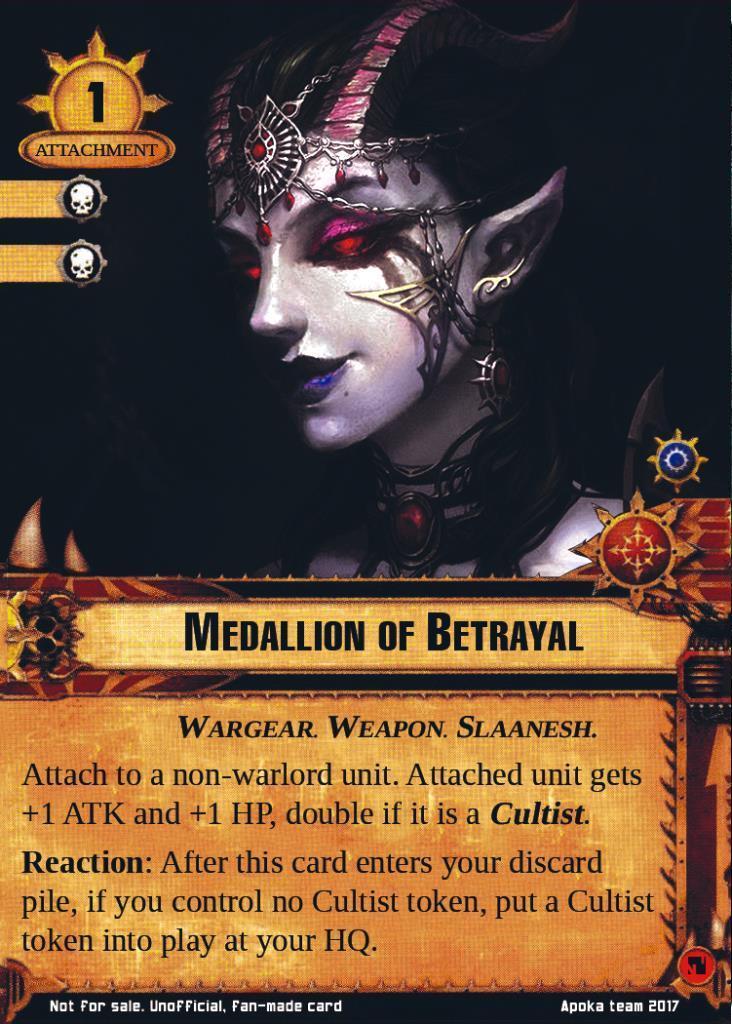 1
ATTACHMENT
MEDALLION OF BETRAYAL
WARGEAR. WEAPON. SLAANESH.
Attach to a non-warlord unit. Attached unit gets
+1 ATK and +1 HP, double if it is a Cultist.
Reaction: After this card enters your discard
pile, if you control no Cultist token, put a Cultist
token into play at your HQ.
Not for sale. Unofficial, fan-made card
Apoka team 2017